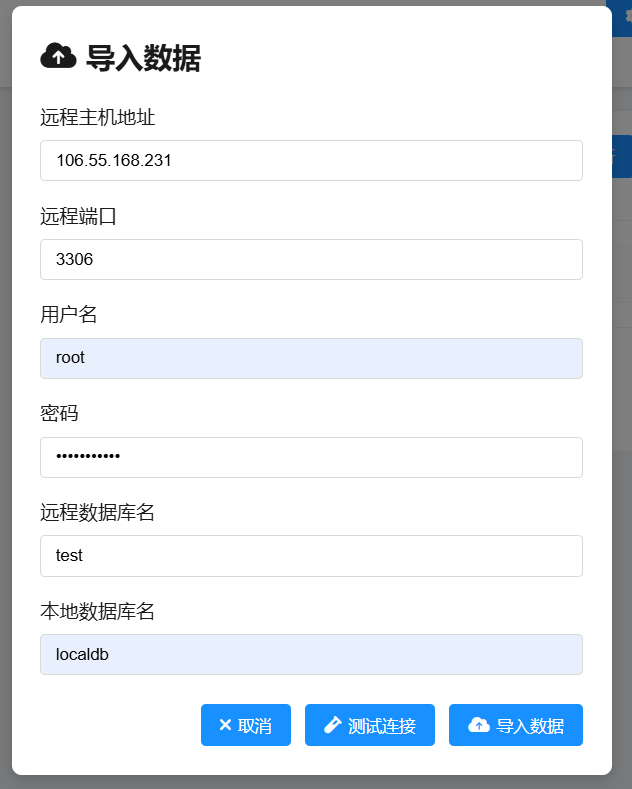 导入数据
远程主机地址
106.55.168.231
远程端口
3306
用户名
root
密码
•••••••••••
远程数据库名
test
本地数据库名
localdb
取消 测试连接 导入数据